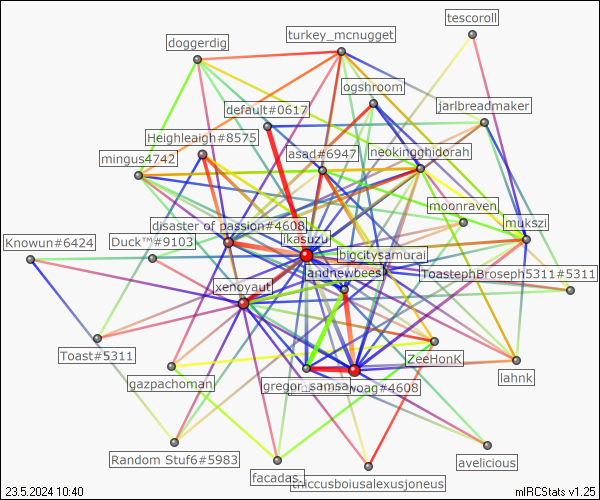 tescoroll
turkey_mcnugget
doggerdig
ogshroom
jarlbreadmaker
default#0617
Heighleaigh#8575
asad#6947
neokingghidorah
mingus4742
moonraven
disaster of passion#4608
mukszi
Knowun#6424
Duck™#9103
ikasuzu
bigcitysamurai
andnewbees
ToastephBroseph5311#5311
xenoyaut
Toast#5311
ZeeHonK
lahnk
gazpachoman
gregor_samsa
voag#4608
Random Stuf6#5983
avelicious
facadas.
thiccusboiusalexusjoneus
23.5.2024 10:40
mIRCStats v1.25